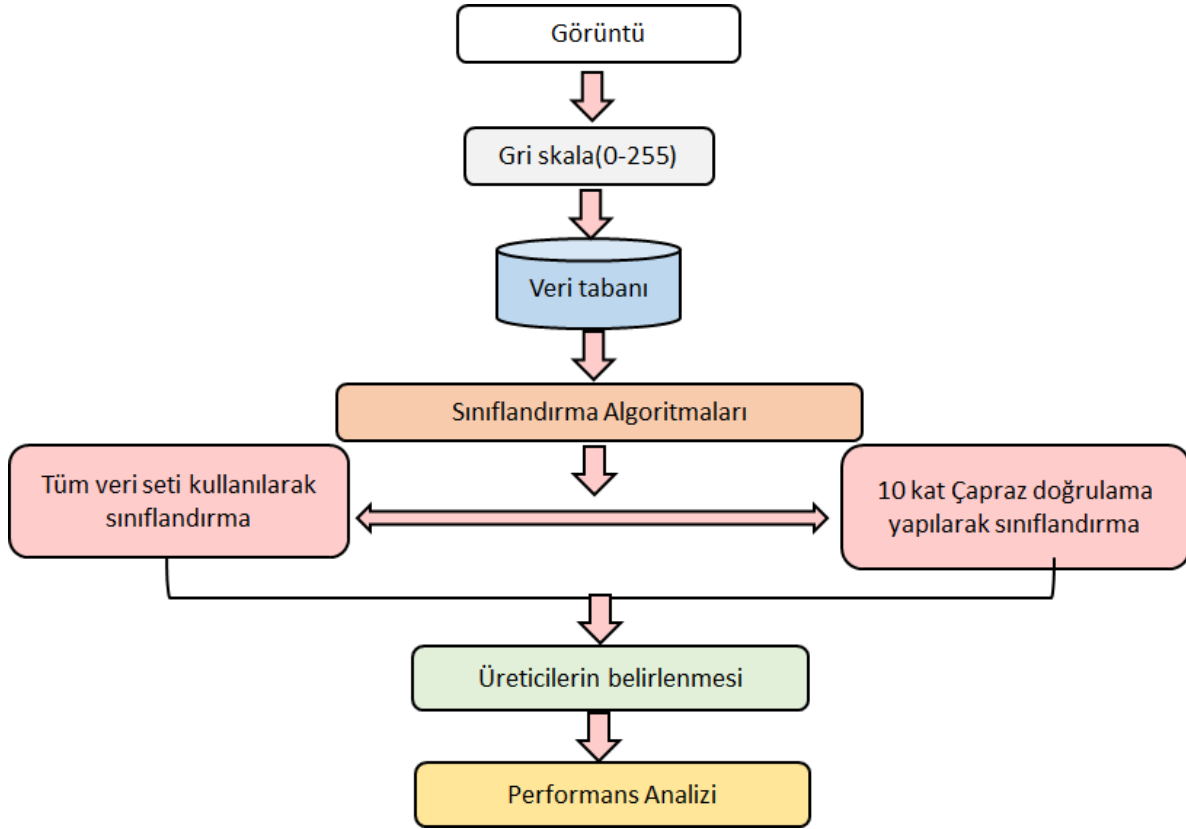 Görüntü
Gri skala(0-255)
Veri tabanı
Sınıflandırma Algoritmaları
Tüm veri seti kullanılarak
sınıflandırma
10 kat Çapraz doğrulama
yapılarak sınıflandırma
Üreticilerin belirlenmesi
Performans Analizi